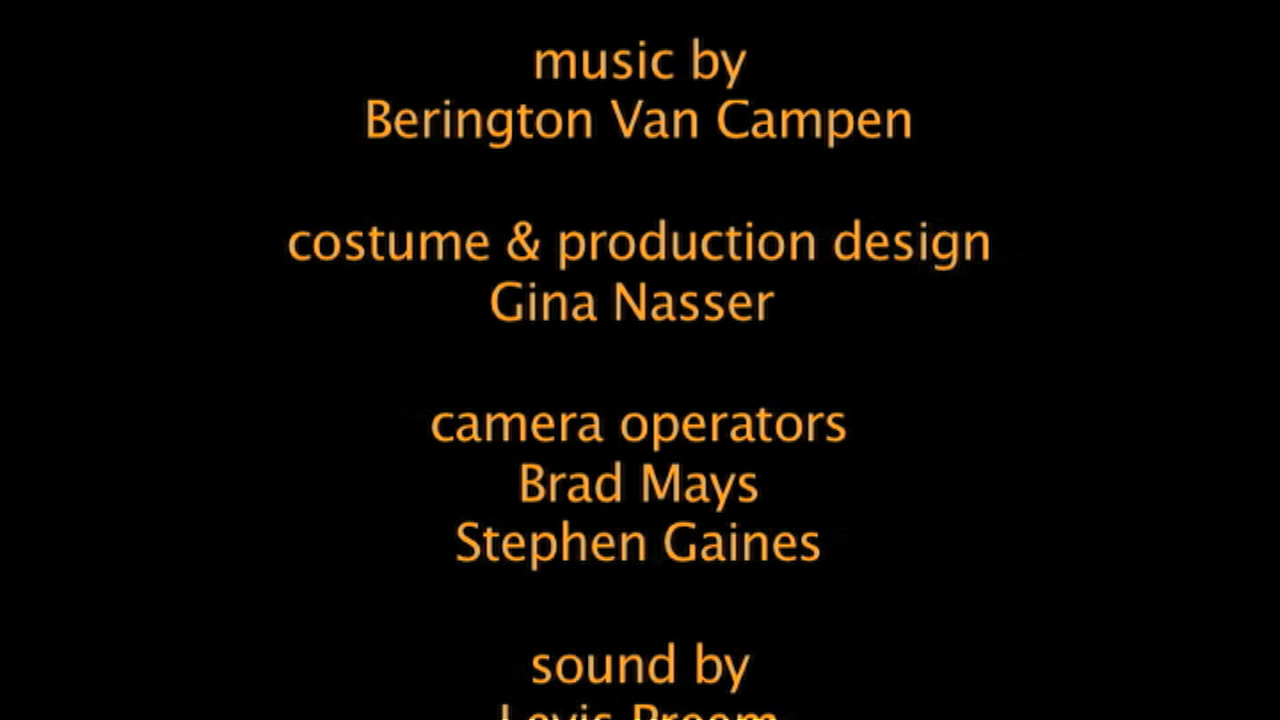 music by
Berington Van Campen
costume & production design
Gina Nasser
camera operators
Brad Mays
Stephen Gaines
sound by